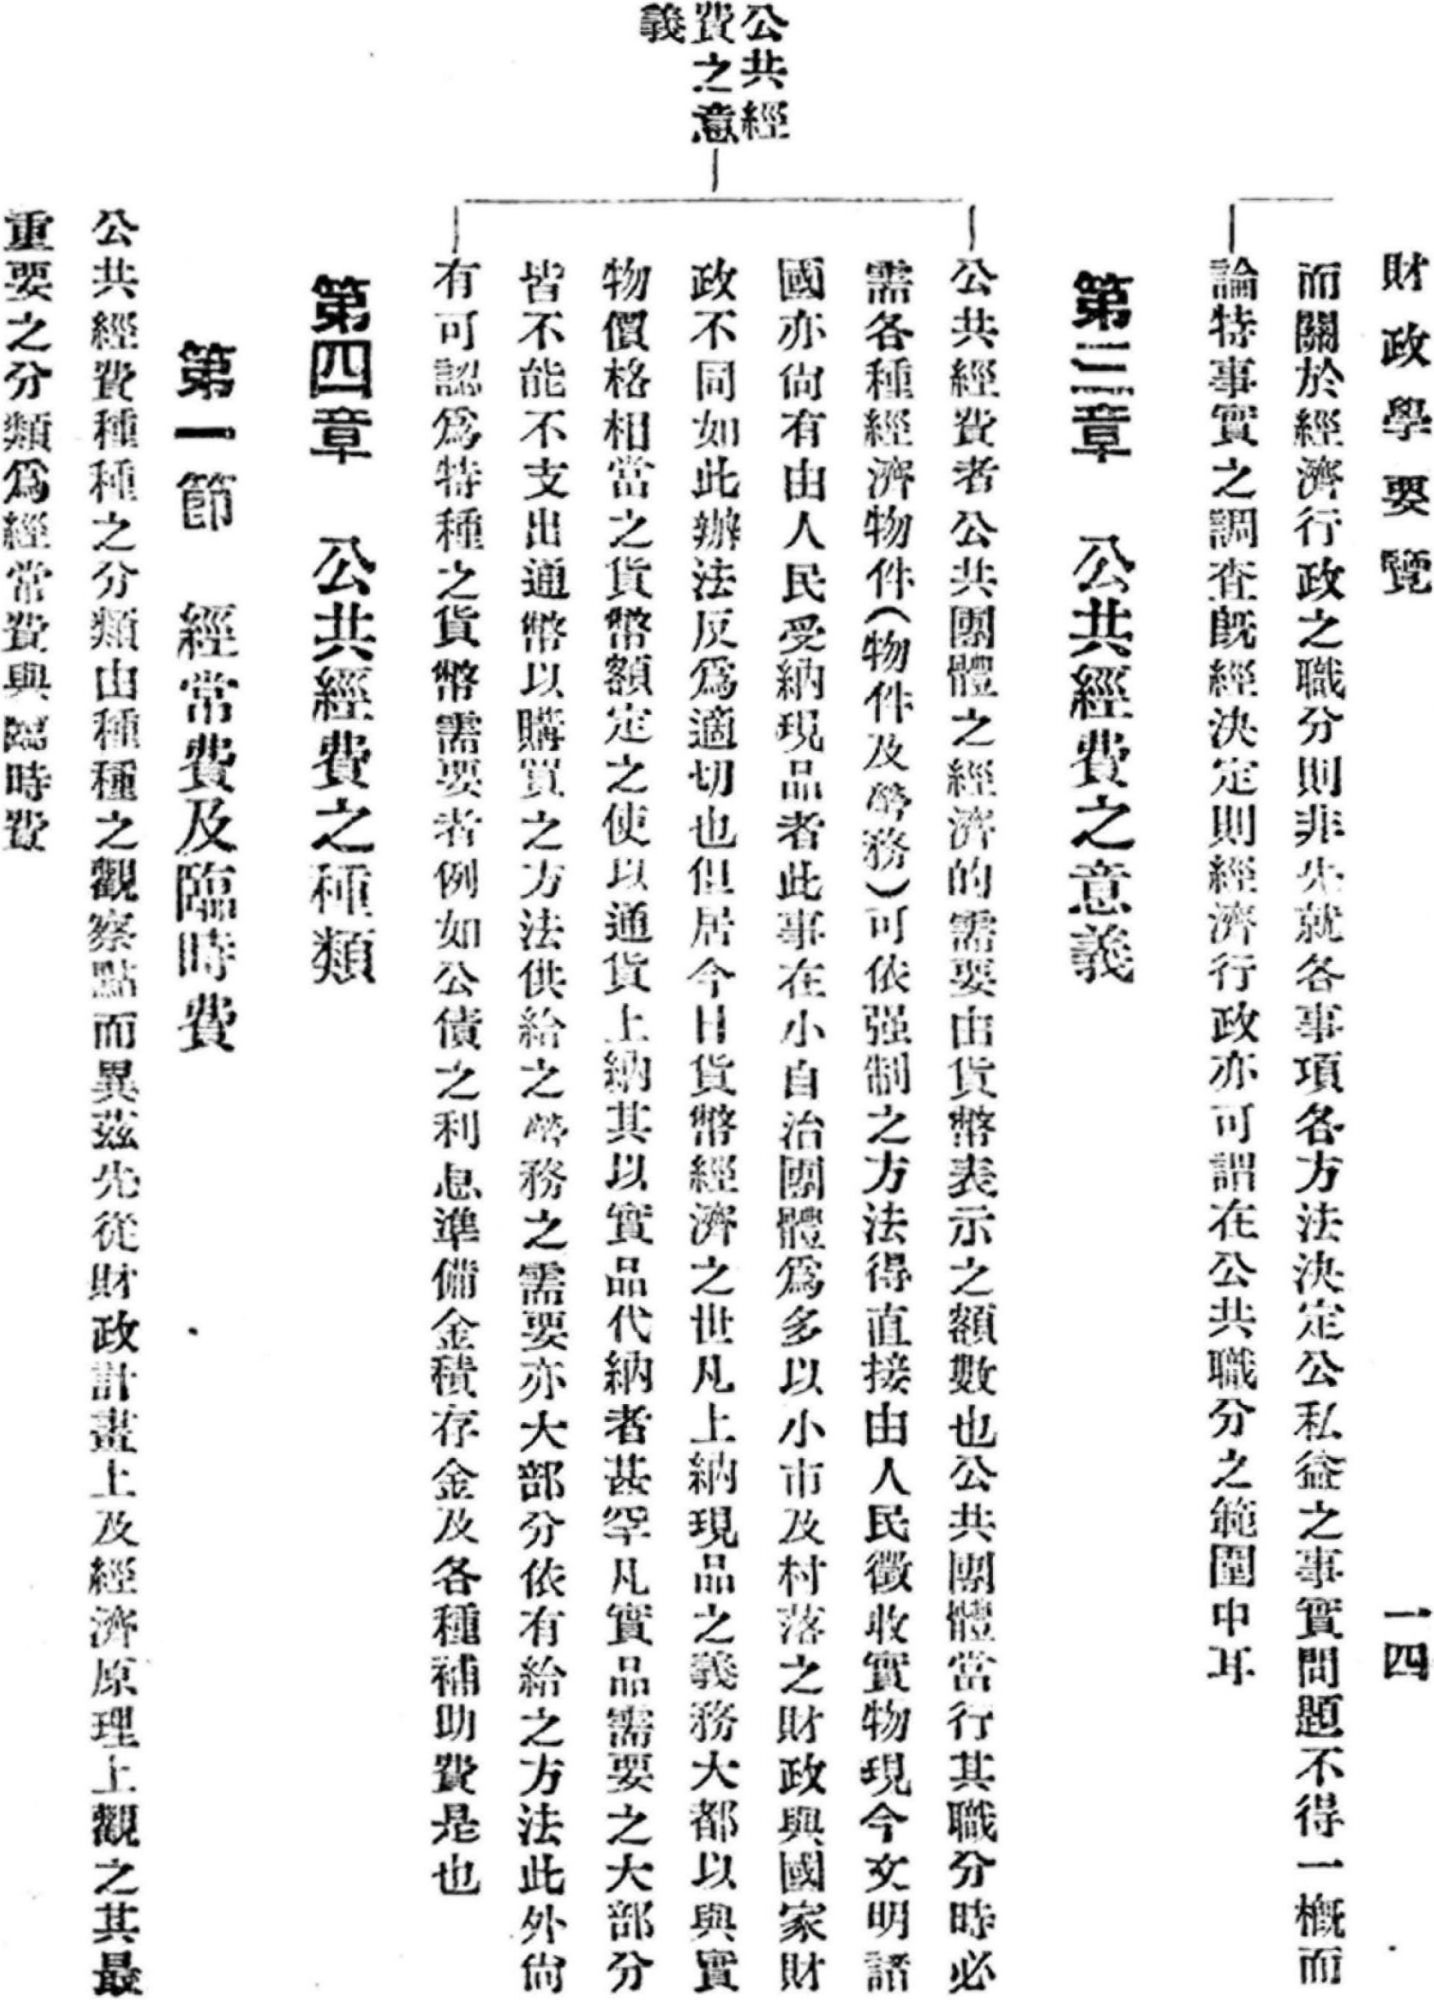 財政學要覽
一四
而關於經濟行政之職分則非先就各事項各方法決定公私益之事實問題不得一概而
論特事實之調查旣經決定則經濟行政亦可謂在公共職分之範圍中耳
第三章　公共經費之意義
公共經
費之意
義
公共經費者公共團體之經濟的需要由貨幣表示之額數也公共團體當行其職分時必
需各種經濟物件（物件及勞務）可依强制之方法得直接由人民徵收實物現今文明諸
國亦尙有由人民受納現品者此事在小自治團體爲多以小市及村落之財政與國家財
政不同如此辦法反爲適切也但居今日貨幣經濟之世凡上納現品之義務大都以與實
物價格相當之貨幣額定之使以通貨上納其以實品代納者甚罕凡實品需要之大部分
皆不能不支出通幣以購買之方法供給之勞務之需要亦大部分依有給之方法此外尙
有可認爲特種之貨幣需要者例如公債之利息準備金積存金及各種補助費是也
第四章　公共經費之種類
第一節　經常費及臨時費
公共經費種種之分類由種種之觀察點而異茲先從財政計畫上及經濟原理上觀之其最
重要之分類爲經常費與臨時費